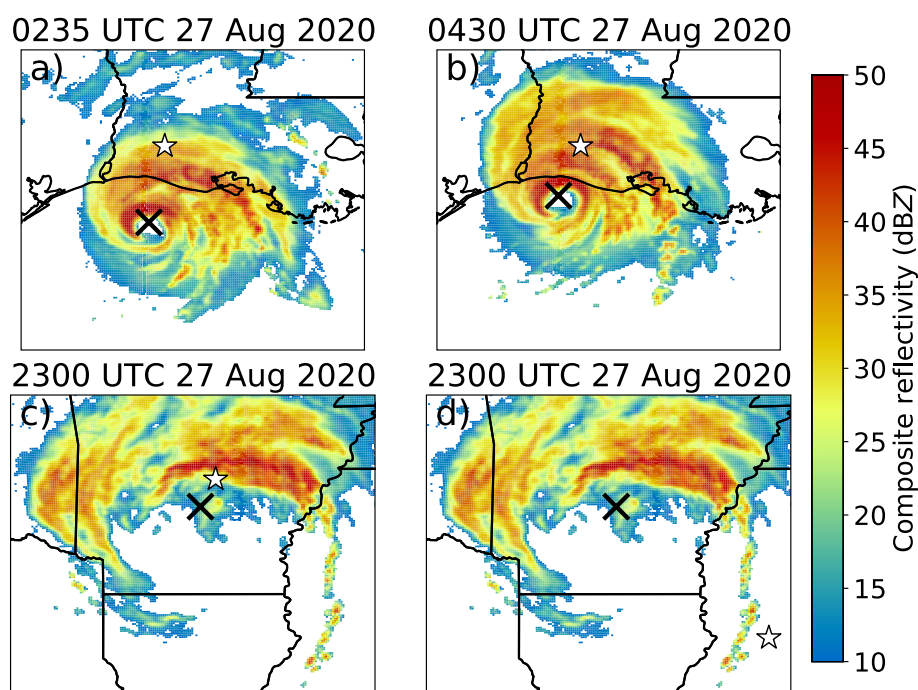 0235 UTC 27 Aug 2020
0430 UTC 27 Aug 2020
a)
b)
2300 UTC 27 Aug 2020
2300 UTC 27 Aug 2020
c)
d)
50
45
40
35
30
25
20
15
10
Composite reflectivity (dBZ)